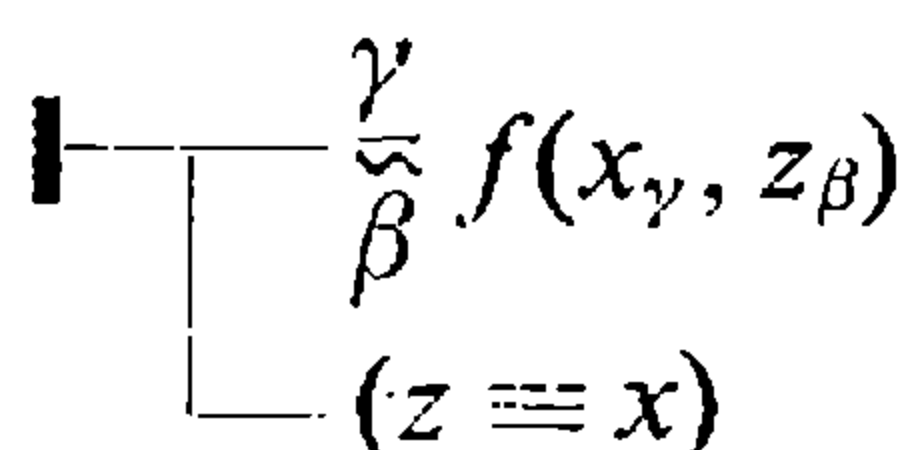 γ
β
f(x_γ, z_β)
(z ≡ x)